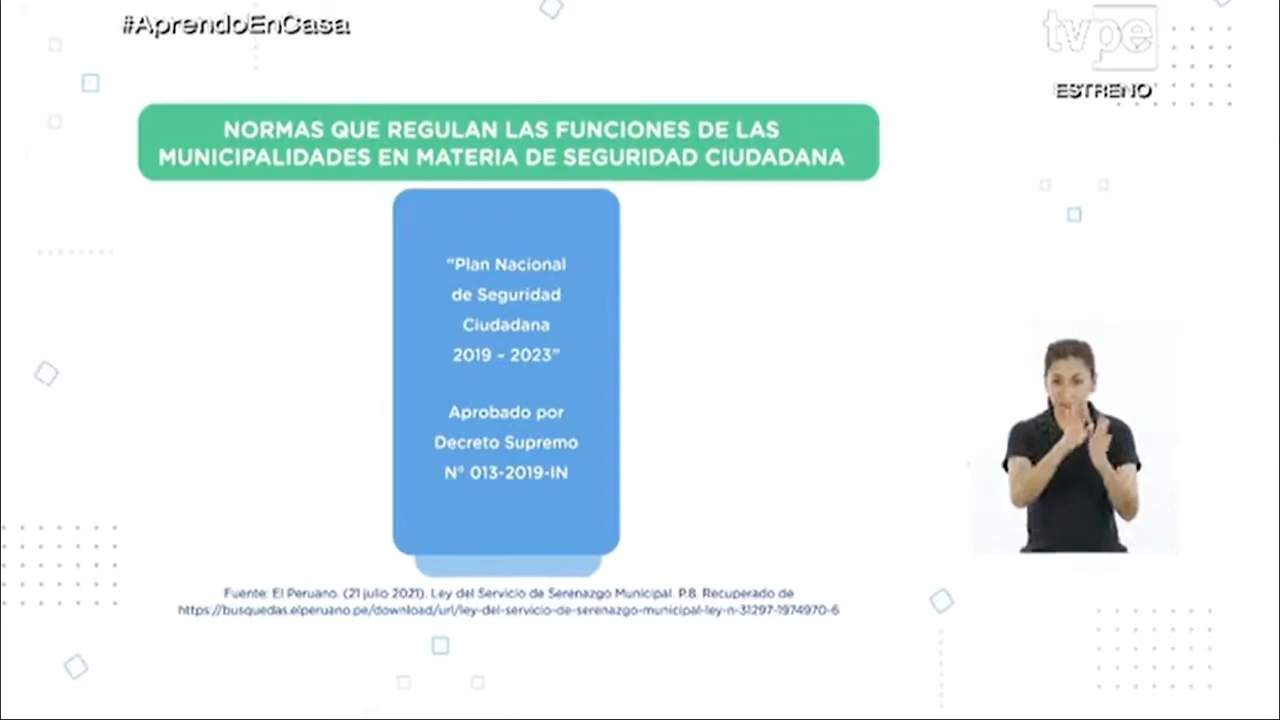 #AprendoEnCasa
tvpe
ESTRENO
NORMAS QUE REGULAN LAS FUNCIONES DE LAS
MUNICIPALIDADES EN MATERIA DE SEGURIDAD CIUDADANA
"Plan Nacional
de Seguridad
Ciudadana
2019 - 2023"
Aprobado por
Decreto Supremo
N° 013-2019-IN
Fuente: El Peruano. (21 julio 2021). Ley del Servicio de Serenazgo Municipal. P.8. Recuperado de
https://busquedas.elperuano.pe/download/url/ley-del-servicio-de-serenazgo-municipal-ley-n-31297-1974970-6